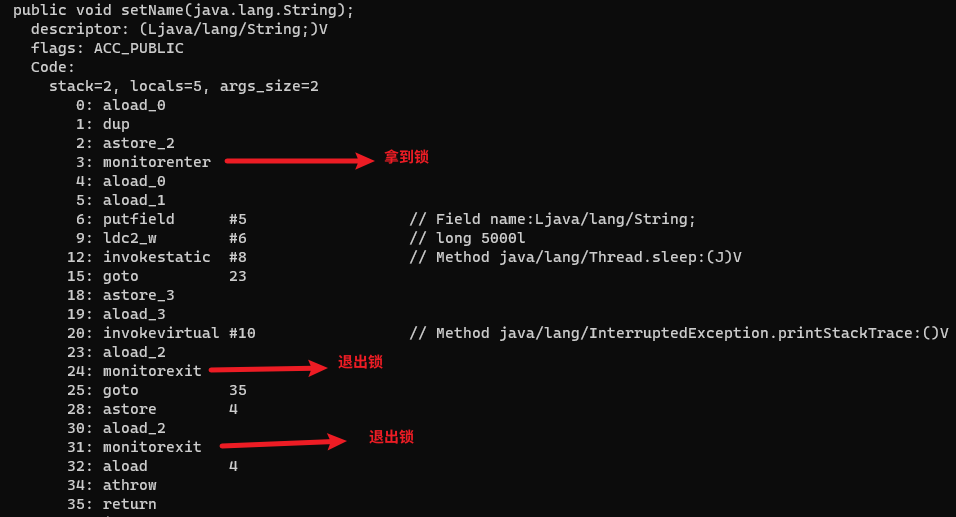 public void setName(java.lang.String);
descriptor: (Ljava/lang/String;)V
flags: ACC_PUBLIC
Code:
stack=2, locals=5, args_size=2
0: aload_0
1: dup
2: astore_2
3: monitorenter 拿到锁
4: aload_0
5: aload_1
6: putfield #5 // Field name:Ljava/lang/String;
9: ldc2_w #6 // long 5000l
12: invokestatic #8 // Method java/lang/Thread.sleep:(J)V
15: goto 23
18: astore_3
19: aload_3
20: invokevirtual #10 // Method java/lang/InterruptedException.printStackTrace:()V
23: aload_2
24: monitorexit 退出锁
25: goto 35
28: astore 4
30: aload_2
31: monitorexit 退出锁
32: aload 4
34: athrow
35: return